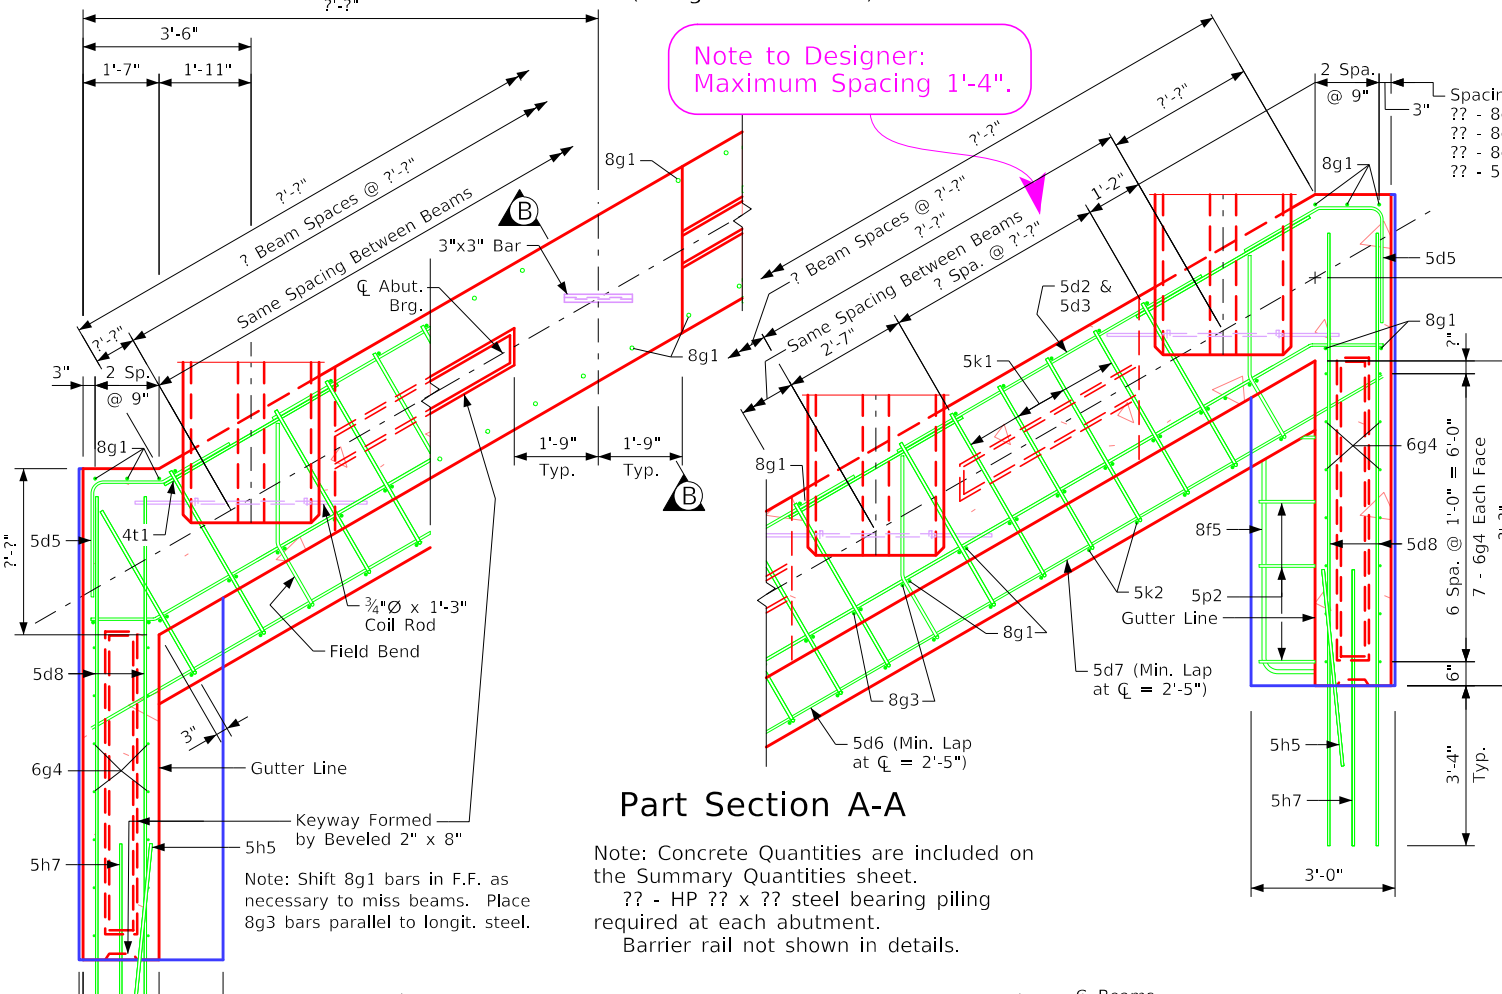 ?'-?"
3'-6"
1'-7"
1'-11"
Note to Designer:
Maximum Spacing 1'-4".
?'-?"
?'-?"
2 Spa.
@ 9"
3"
Spacin
?? - 8
?? - 8
?? - 8
?? - 5
8g1
8g1
?'-?"
? Beam Spaces @ ?'-?"
Same Spacing Between Beams
B
3"x3" Bar
℄ Abut.
Brg.
1'-2"
? Beam Spaces @ ?'-?"
?'-?"
Same Spacing Between Beams
? Spa. @ ?'-?"
2'-7"
5d2 &
5d3
5d5
8g1
?'-?"
3"
2 Sp.
@ 9"
8g1
5k1
?"
1'-9"
Typ.
1'-9"
Typ.
8g1
8g1
6g4
B
?'-?"
5d5
4t1
8f5
5d8
6 Spa. @ 1'-0" = 6'-0"
7 - 6g4 Each Face
¾"Ø x 1'-3"
Coil Rod
Field Bend
5k2
5p2
Gutter Line
8g1
5d8
5d7 (Min. Lap
at ℄ = 2'-5")
6"
8g3
3"
5d6 (Min. Lap
at ℄ = 2'-5")
6g4
Gutter Line
5h5
3'-4"
Typ.
Part Section A-A
5h7
Keyway Formed
by Beveled 2" x 8"
5h5
5h7
Note: Shift 8g1 bars in F.F. as
necessary to miss beams. Place
8g3 bars parallel to longit. steel.
Note: Concrete Quantities are included on
the Summary Quantities sheet.
?? - HP ?? x ?? steel bearing piling
required at each abutment.
Barrier rail not shown in details.
3'-0"